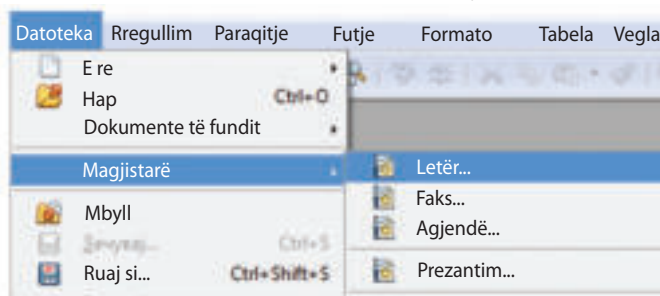 Datoteka Rregullim Paraqitje Futje Formato Tabela Vegla
E re
Hap Ctrl+O
Dokumente të fundit
Magjistarë Letër...
Faks...
Mbyll
Agjendë...
Ctrl+S
Ruaj si... Ctrl+Shift+S Prezantim...